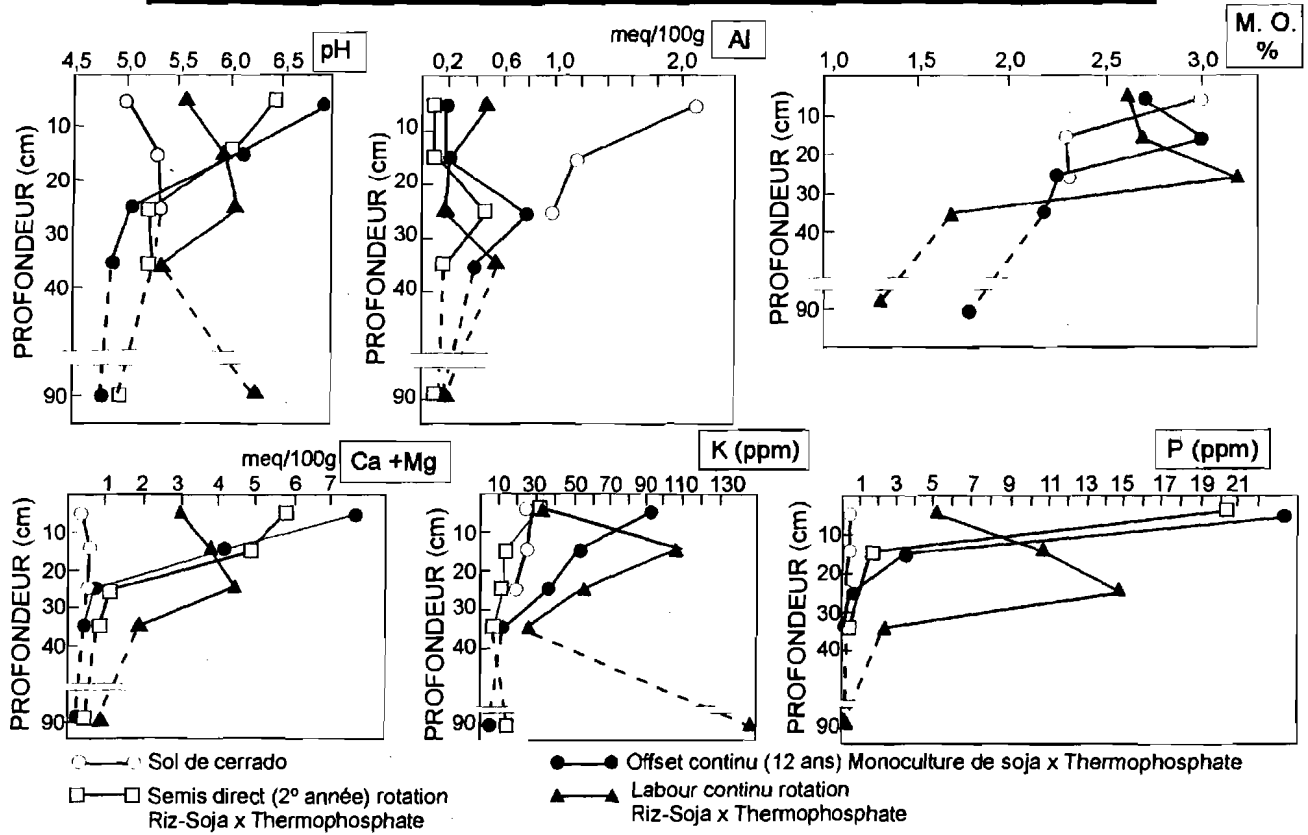 pH
4,5 5,0 5,5 6,0 6,5
PROFONDEUR (cm)
10
20
30
40
90
meq/100g Al
0,2 0,6 1,0 2,0
PROFONDEUR (cm)
10
20
30
40
90
M. O.
%
1,0 1,5 2,0 2,5 3,0
PROFONDEUR (cm)
10
20
30
40
90
meq/100g Ca +Mg
1 2 3 4 5 7
PROFONDEUR (cm)
10
20
30
40
90
K (ppm)
10 30 50 70 90 110 130
PROFONDEUR (cm)
10
20
30
40
90
P (ppm)
1 2 5 7 9 11 13 15 17 19 21
PROFONDEUR (cm)
10
20
30
40
90
Sol de cerrado
Semis direct (2º année) rotation
Riz-Soja x Thermophosphate
Offset continu (12 ans) Monoculture de soja x Thermophosphate
Labour continu rotation
Riz-Soja x Thermophosphate